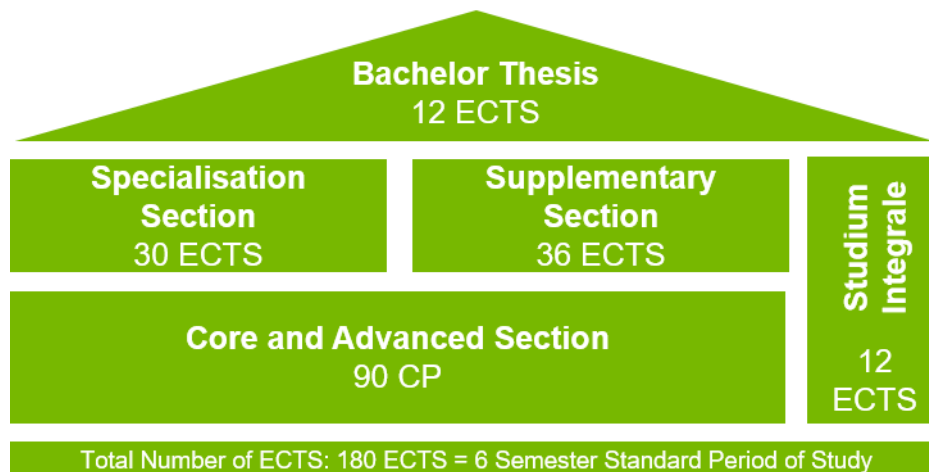 Bachelor Thesis
12 ECTS
Specialisation
Section
30 ECTS
Supplementary
Section
36 ECTS
Studium
Integrale
12
ECTS
Core and Advanced Section
90 CP
Total Number of ECTS: 180 ECTS = 6 Semester Standard Period of Study